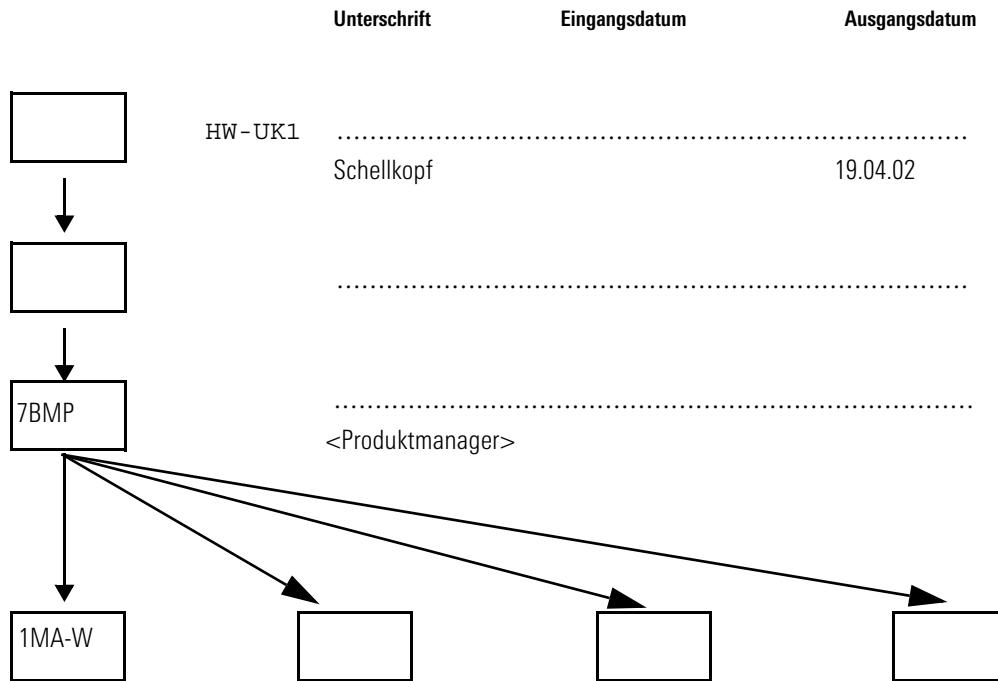 Unterschrift Eingangsdatum Ausgangsdatum
HW-UK1 ..............................................................................
Schellkopf 19.04.02
..............................................................................
7BMP ..............................................................................
<Produktmanager>
1MA-W